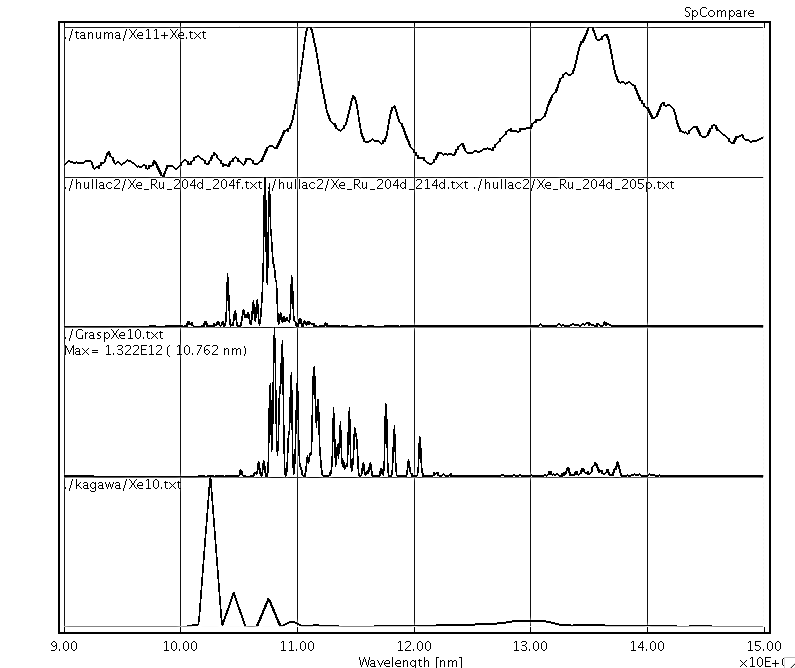 SpCompare
./tanuma/Xe11+Xe.txt
./hullac2/Xe_Ru_204d_204f.txt ./hullac2/Xe_Ru_204d_214d.txt ./hullac2/Xe_Ru_204d_205p.txt
./GraspXe10.txt
Max= 1.322E12 ( 10.762 nm)
./kagawa/Xe10.txt
9.00 10.00 11.00 12.00 13.00 14.00 15.00
Wavelength [nm]